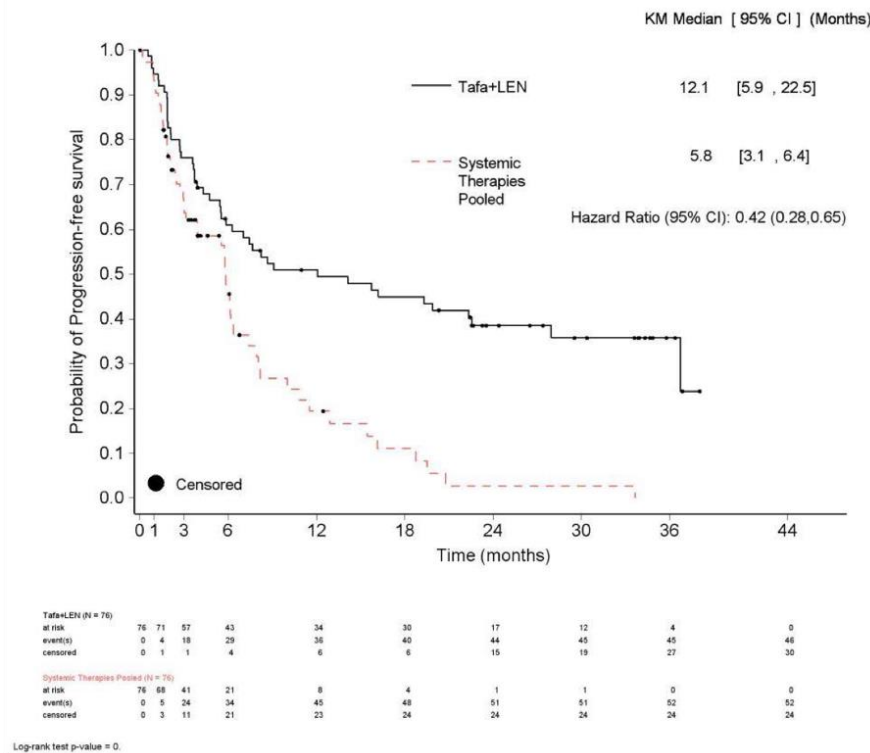 KM Median [ 95% CI ] (Months)
Tafa+LEN 12.1 [5.9 , 22.5]
Systemic Therapies Pooled 5.8 [3.1 , 6.4]
Hazard Ratio (95% CI): 0.42 (0.28,0.65)
Probability of Progression-free survival
1.0
0.9
0.8
0.7
0.6
0.5
0.4
0.3
0.2
0.1
0.0
Censored
0 1 3 6 12 18 24 30 36 44
Time (months)
Tafa+LEN (N = 76)
at risk 76 71 57 43 34 30 17 12 4 0
event(s) 0 4 18 29 36 40 44 45 45 46
censored 0 1 1 4 6 6 15 19 27 30
Systemic Therapies Pooled (N = 76)
at risk 76 68 41 21 8 4 1 1 0 0
event(s) 0 5 24 34 45 48 51 51 52 52
censored 0 3 11 21 23 24 24 24 24 24
Log-rank test p-value = 0.